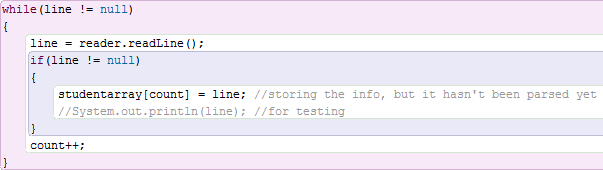 while(line != null)
{
line = reader.readLine();
if(line != null)
{
studentarray[count] = line; //storing the info, but it hasn't been parsed yet
//System.out.println(line); //for testing
}
count++;
}